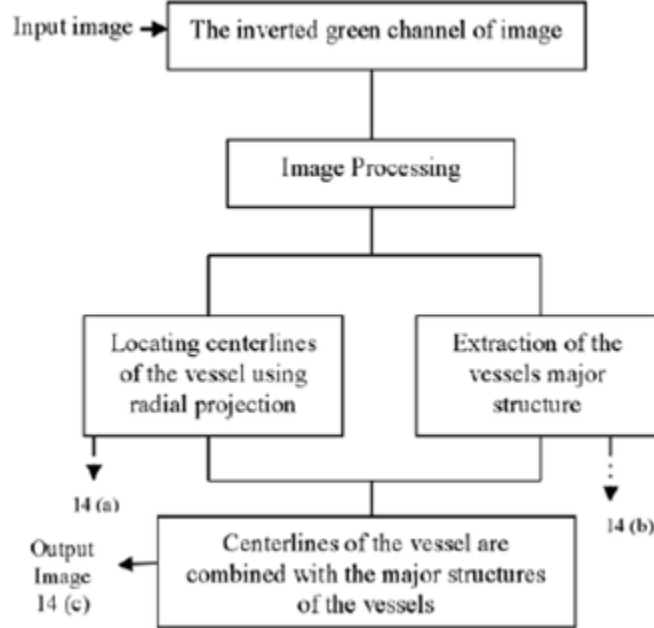 Input image
The inverted green channel of image
Image Processing
Locating centerlines
of the vessel using
radial projection
Extraction of the
vessels major
structure
14 (a)
14 (b)
Output
Image
14 (c)
Centerlines of the vessel are
combined with the major structures
of the vessels